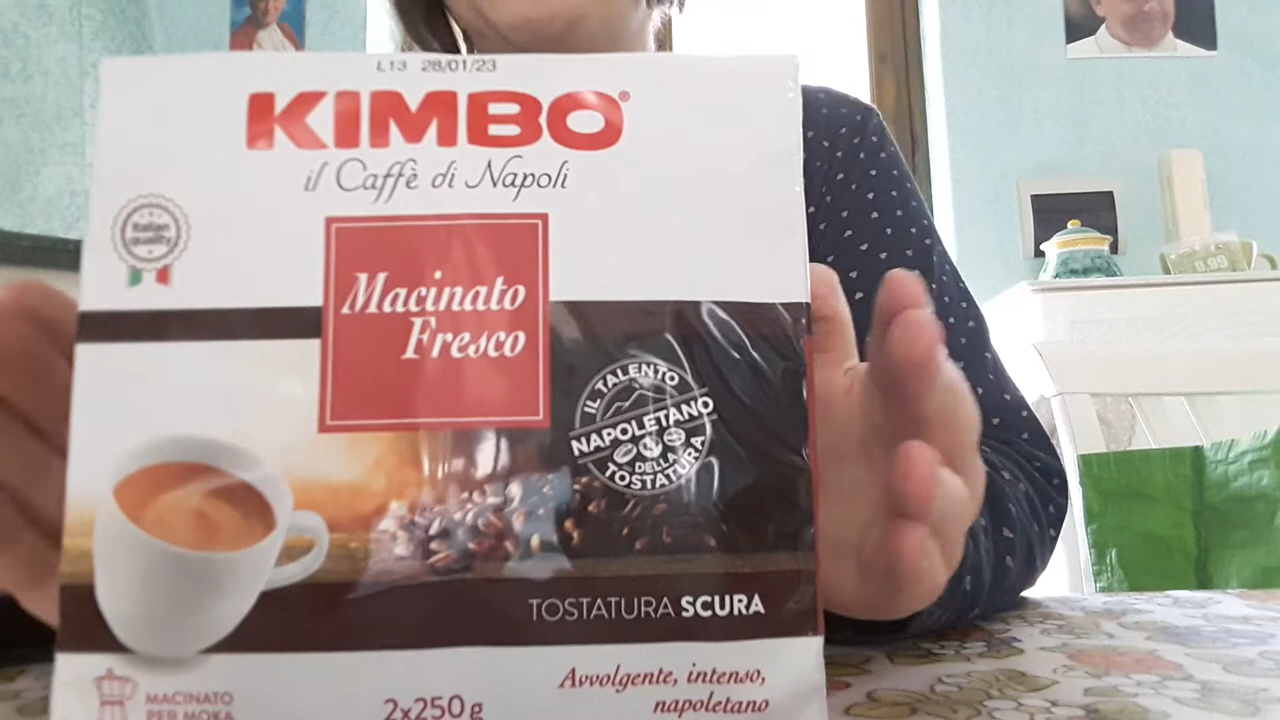 L13 28/01/23
KIMBO®
il Caffè di Napoli
Italian
quality
Macinato
Fresco
IL TALENTO
NAPOLETANO
DELLA
TOSTATURA
TOSTATURA SCURA
MACINATO
PER MOKA
2x250g
Avvolgente, intenso,
napoletano
0.99